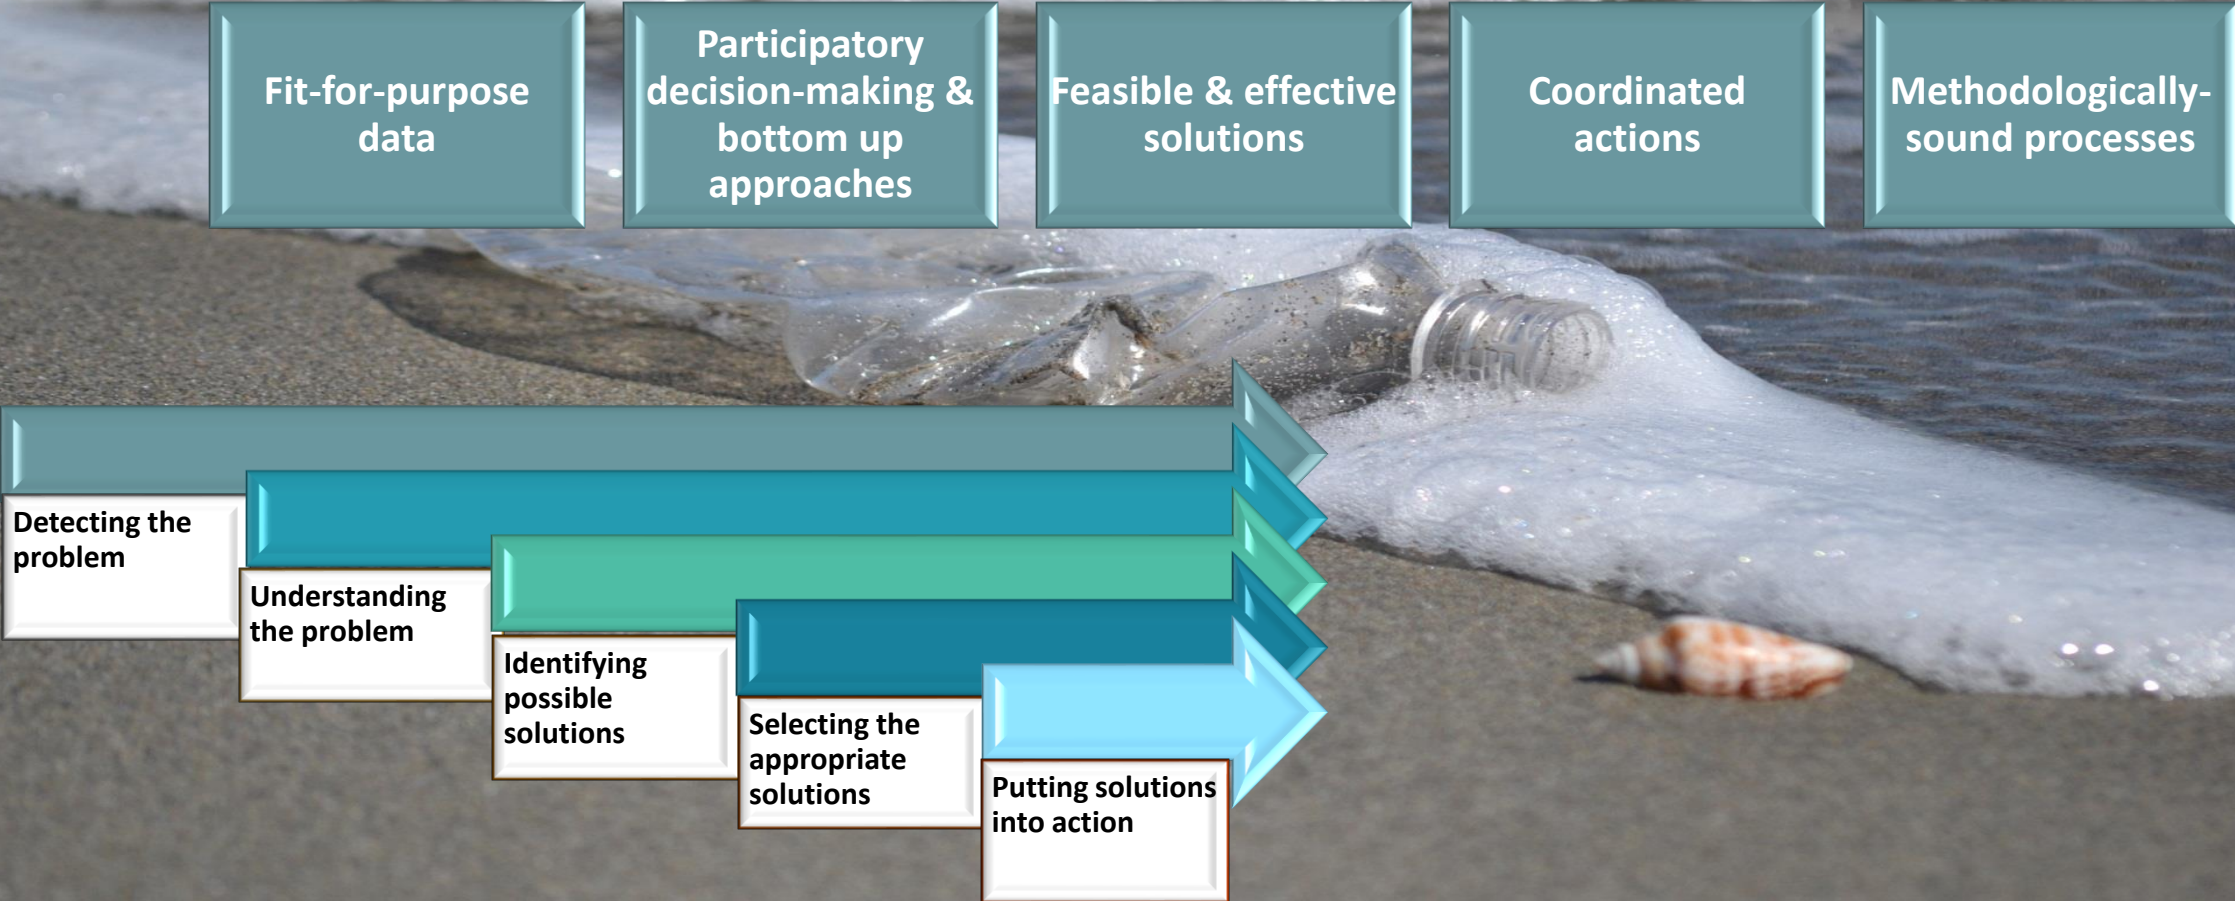 Fit-for-purpose
data
Participatory
decision-making &
bottom up
approaches
Feasible & effective
solutions
Coordinated
actions
Methodologically-
sound processes
Detecting the
problem
Understanding
the problem
Identifying
possible
solutions
Selecting the
appropriate
solutions
Putting solutions
into action